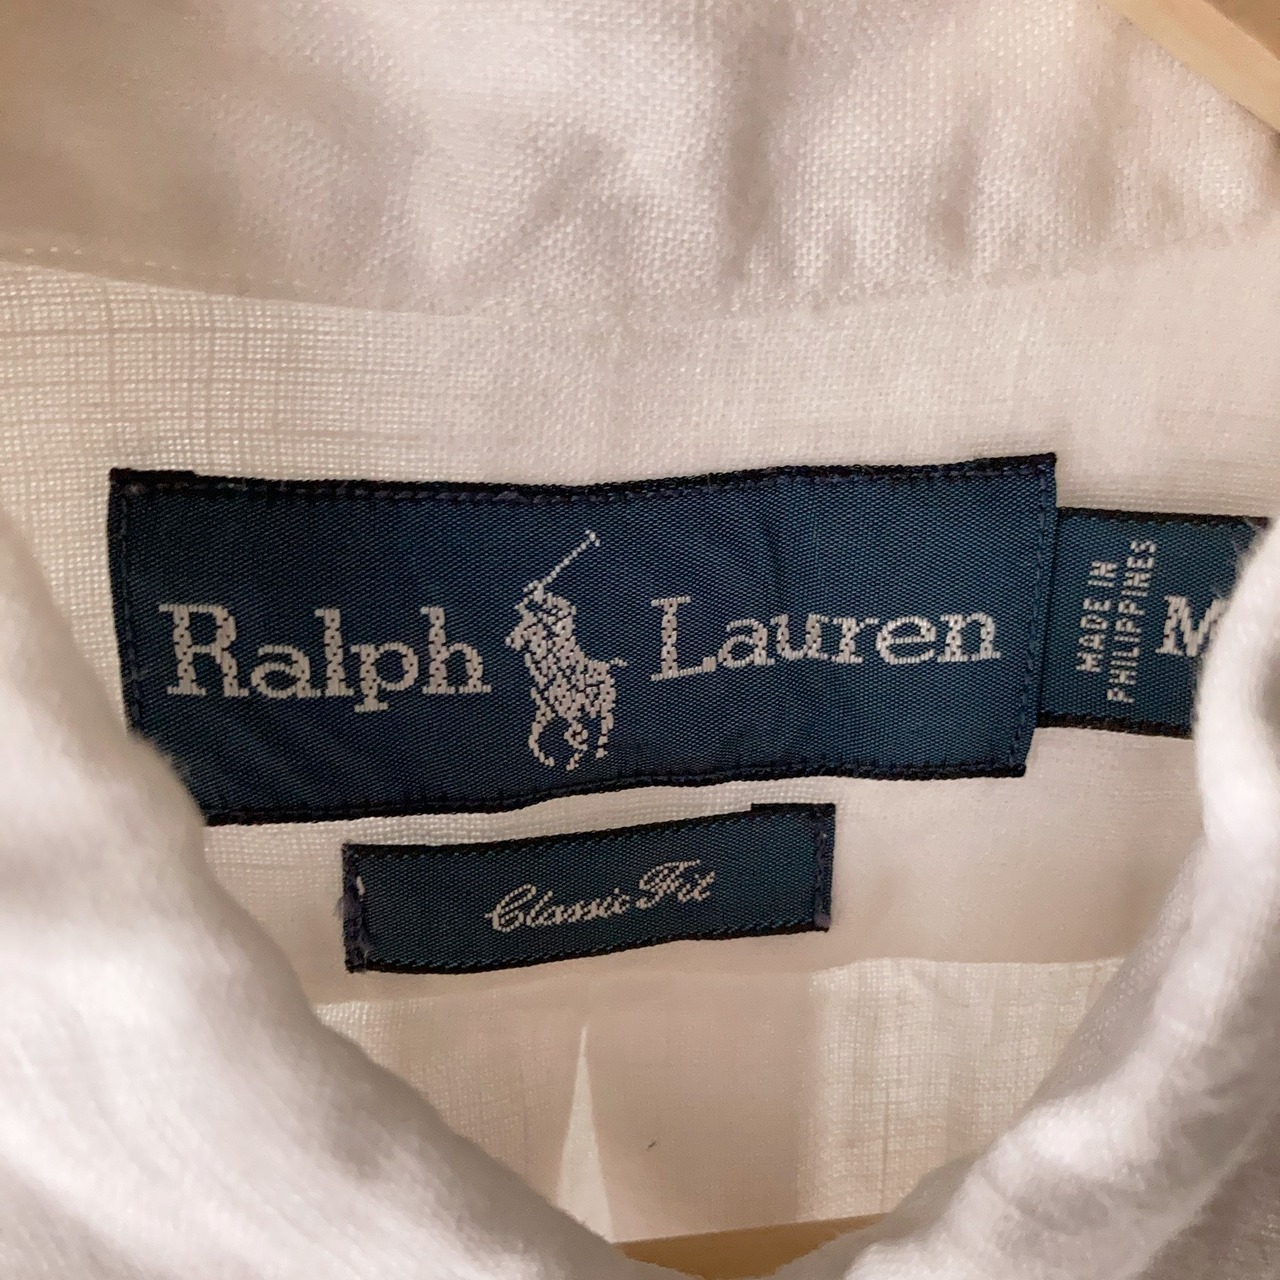 Ralph Lauren
MADE IN
PHILIPPINES
M
Classic Fit